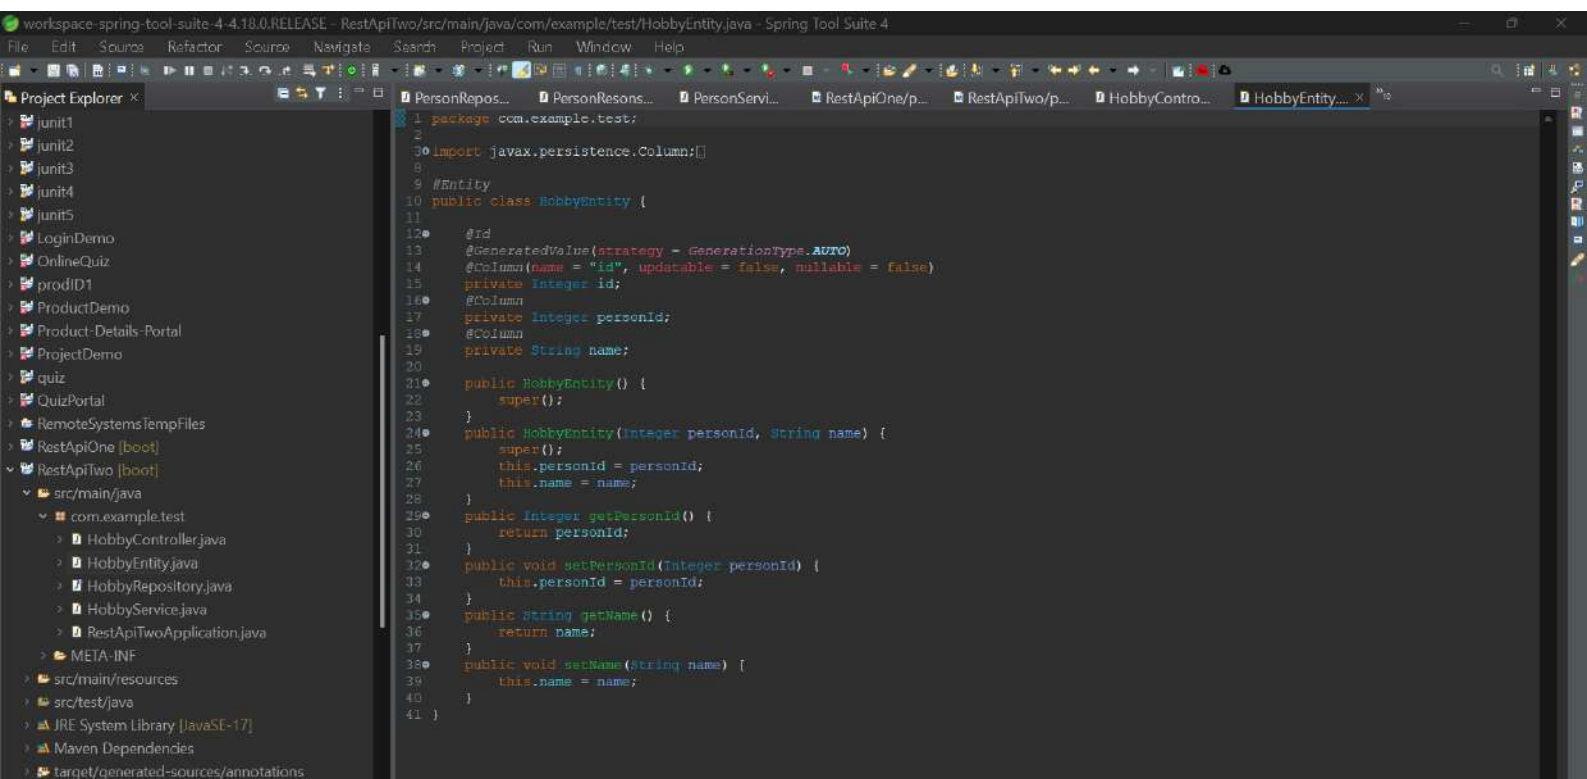 workspace-spring-tool-suite-4-4.18.0.RELEASE - RestApiTwo/src/main/java/com/example/test/HobbyEntity.java - Spring Tool Suite 4
File Edit Source Refactor Source Navigate Search Project Run Window Help
Project Explorer ×
PersonRepos... PersonResons... PersonServi... RestApiOne/p... RestApiTwo/p... HobbyContro... HobbyEntity.... × »10
junit1
junit2
junit3
junit4
junit5
LoginDemo
OnlineQuiz
prodID1
ProductDemo
Product-Details-Portal
ProjectDemo
quiz
QuizPortal
RemoteSystemsTempFiles
RestApiOne [boot]
RestApiTwo [boot]
src/main/java
com.example.test
HobbyController.java
HobbyEntity.java
HobbyRepository.java
HobbyService.java
RestApiTwoApplication.java
META-INF
src/main/resources
src/test/java
JRE System Library [JavaSE-17]
Maven Dependencies
target/generated-sources/annotations
1 package com.example.test;
2
3 import javax.persistence.Column;
8
9 @Entity
10 public class HobbyEntity {
11
12 @Id
13 @GeneratedValue(strategy = GenerationType.AUTO)
14 @Column(name = "id", updatable = false, nullable = false)
15 private Integer id;
16 @Column
17 private Integer personId;
18 @Column
19 private String name;
20
21 public HobbyEntity() {
22 super();
23 }
24 public HobbyEntity(Integer personId, String name) {
25 super();
26 this.personId = personId;
27 this.name = name;
28 }
29 public Integer getPersonId() {
30 return personId;
31 }
32 public void setPersonId(Integer personId) {
33 this.personId = personId;
34 }
35 public String getName() {
36 return name;
37 }
38 public void setName(String name) {
39 this.name = name;
40 }
41 }